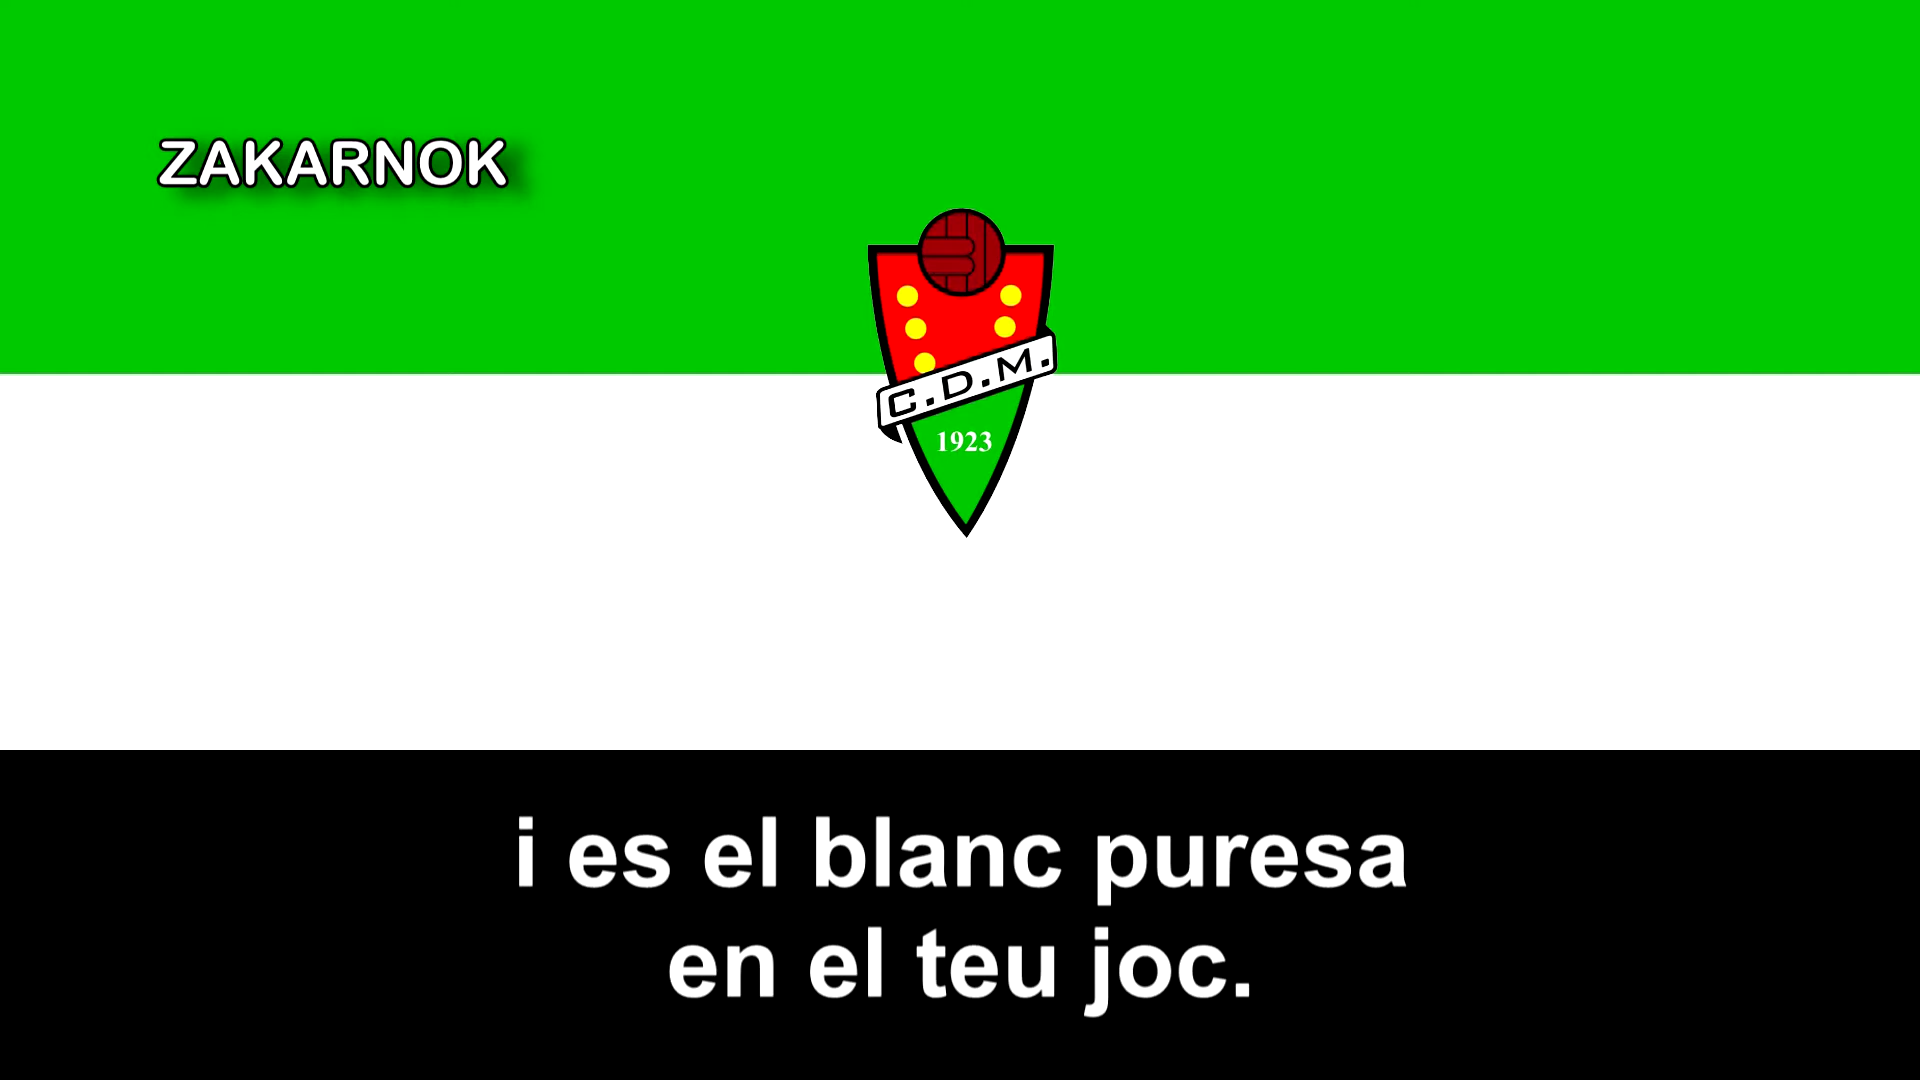 ZAKARNOK
C.D.M.
1923
i es el blanc puresa
en el teu joc.